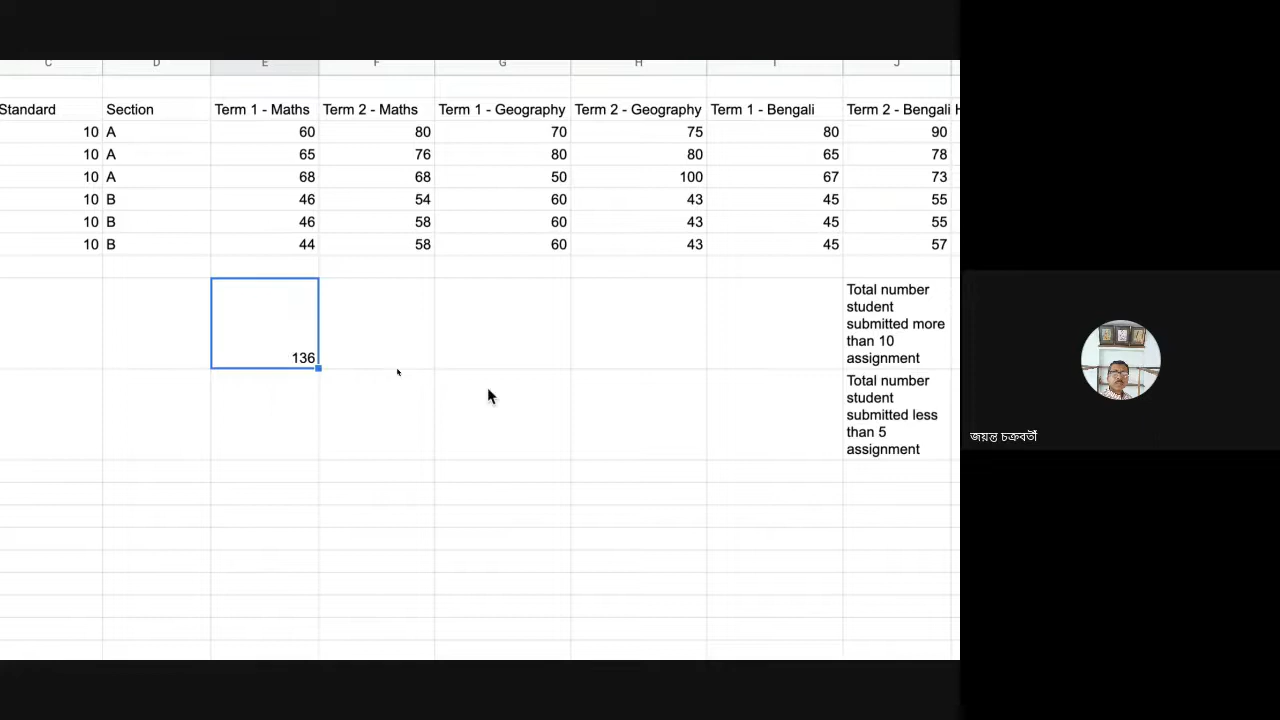 C D E F G H I J
Standard Section Term 1 - Maths Term 2 - Maths Term 1 - Geography Term 2 - Geography Term 1 - Bengali Term 2 - Bengali H
10 A 60 80 70 75 80 90
10 A 65 76 80 80 65 78
10 A 68 68 50 100 67 73
10 B 46 54 60 43 45 55
10 B 46 58 60 43 45 55
10 B 44 58 60 43 45 57
136
Total number
student
submitted more
than 10
assignment
Total number
student
submitted less
than 5
assignment
জয়ন্ত চক্রবর্তী